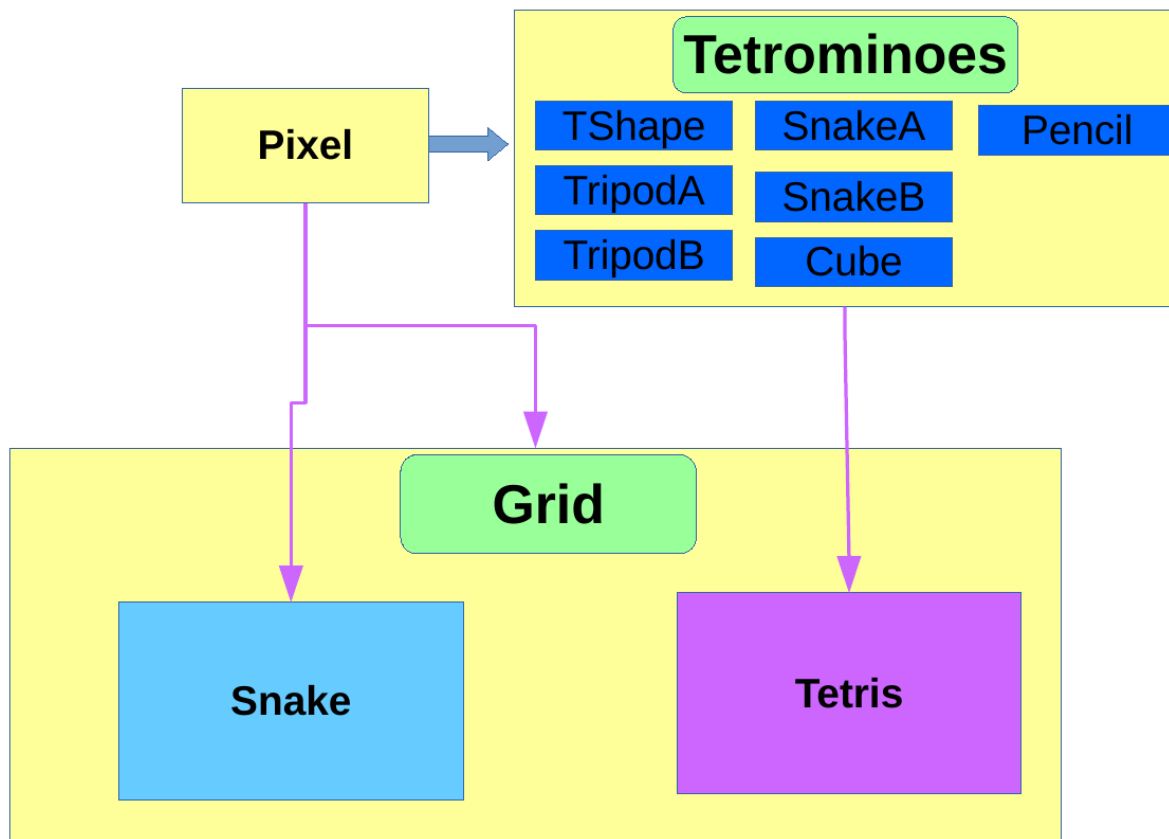 Tetrominoes
Pixel
TShape
SnakeA
Pencil
TripodA
SnakeB
TripodB
Cube
Grid
Snake
Tetris